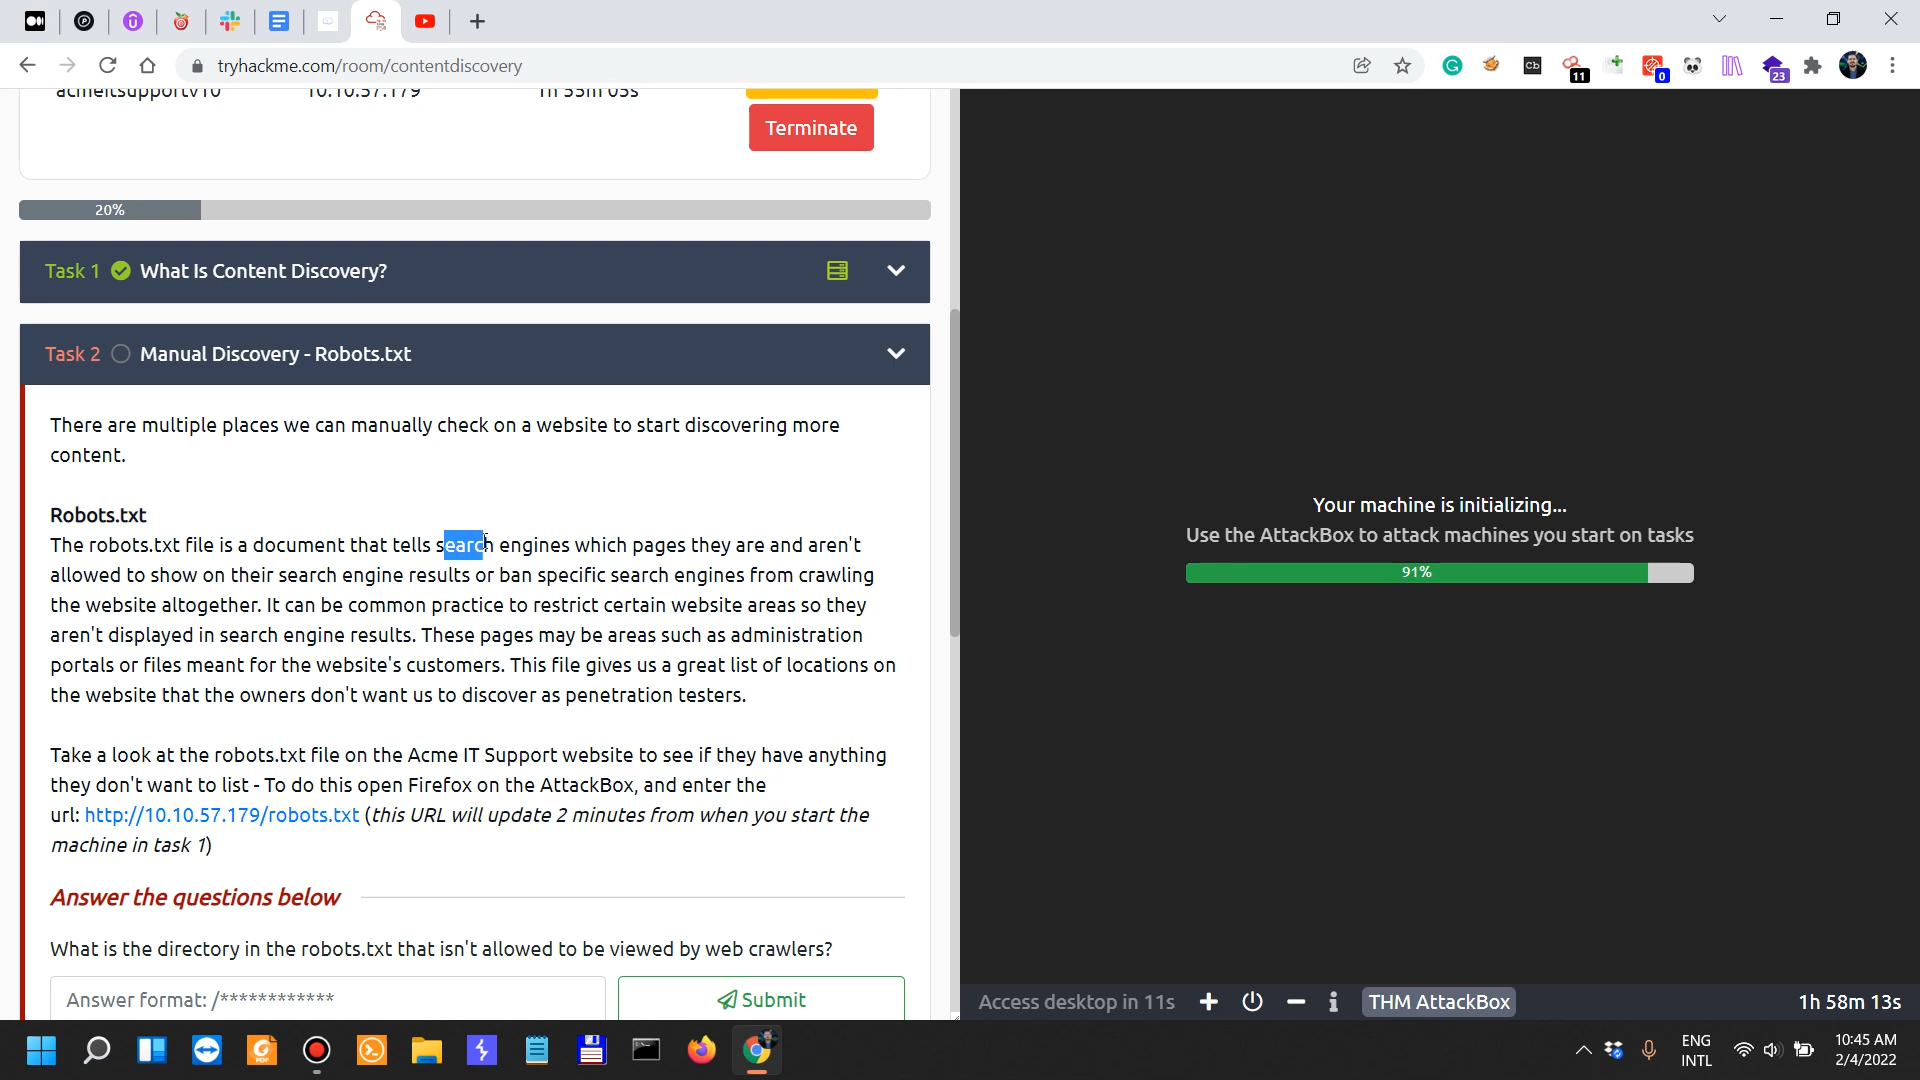 tryhackme.com/room/contentdiscovery
11
0
23
acmeitsupportv10 10.10.57.179 1h 55m 05s
Terminate
20%
Task 1 What Is Content Discovery?
Task 2 Manual Discovery - Robots.txt
There are multiple places we can manually check on a website to start discovering more
content.
Robots.txt
The robots.txt file is a document that tells search engines which pages they are and aren't
allowed to show on their search engine results or ban specific search engines from crawling
the website altogether. It can be common practice to restrict certain website areas so they
aren't displayed in search engine results. These pages may be areas such as administration
portals or files meant for the website's customers. This file gives us a great list of locations on
the website that the owners don't want us to discover as penetration testers.
Take a look at the robots.txt file on the Acme IT Support website to see if they have anything
they don't want to list - To do this open Firefox on the AttackBox, and enter the
url: http://10.10.57.179/robots.txt (this URL will update 2 minutes from when you start the
machine in task 1)
Answer the questions below
What is the directory in the robots.txt that isn't allowed to be viewed by web crawlers?
Answer format: /************
Submit
Your machine is initializing...
Use the AttackBox to attack machines you start on tasks
91%
Access desktop in 11s
THM AttackBox
1h 58m 13s
ENG
INTL
10:45 AM
2/4/2022